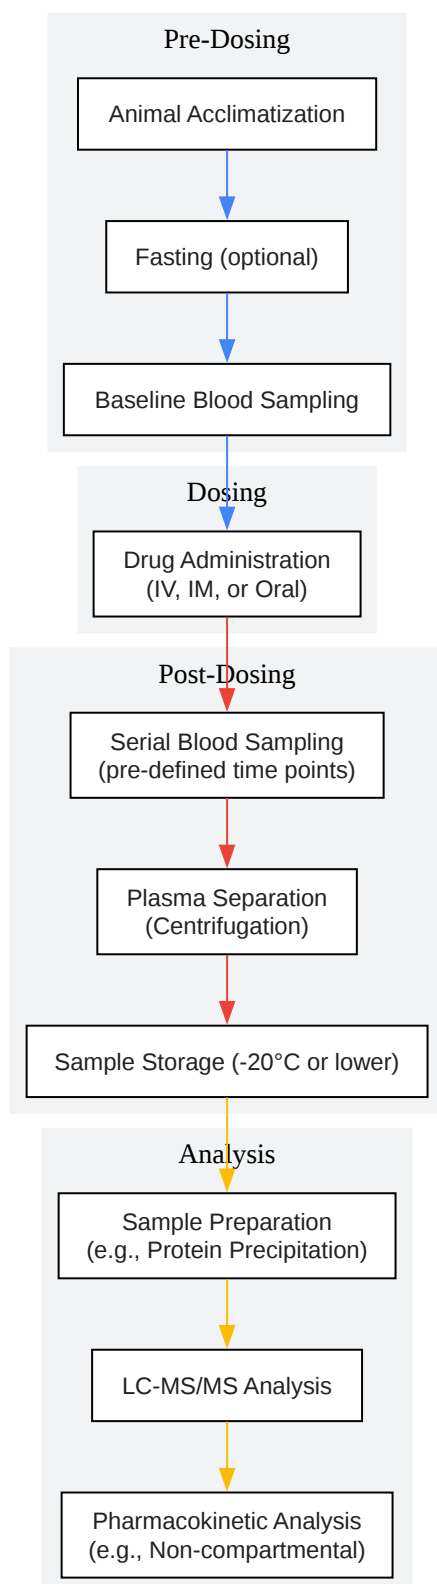 Pre-Dosing
Animal Acclimatization
Fasting (optional)
Baseline Blood Sampling
Dosing
Drug Administration
(IV, IM, or Oral)
Post-Dosing
Serial Blood Sampling
(pre-defined time points)
Plasma Separation
(Centrifugation)
Sample Storage (-20°C or lower)
Analysis
Sample Preparation
(e.g., Protein Precipitation)
LC-MS/MS Analysis
Pharmacokinetic Analysis
(e.g., Non-compartmental)